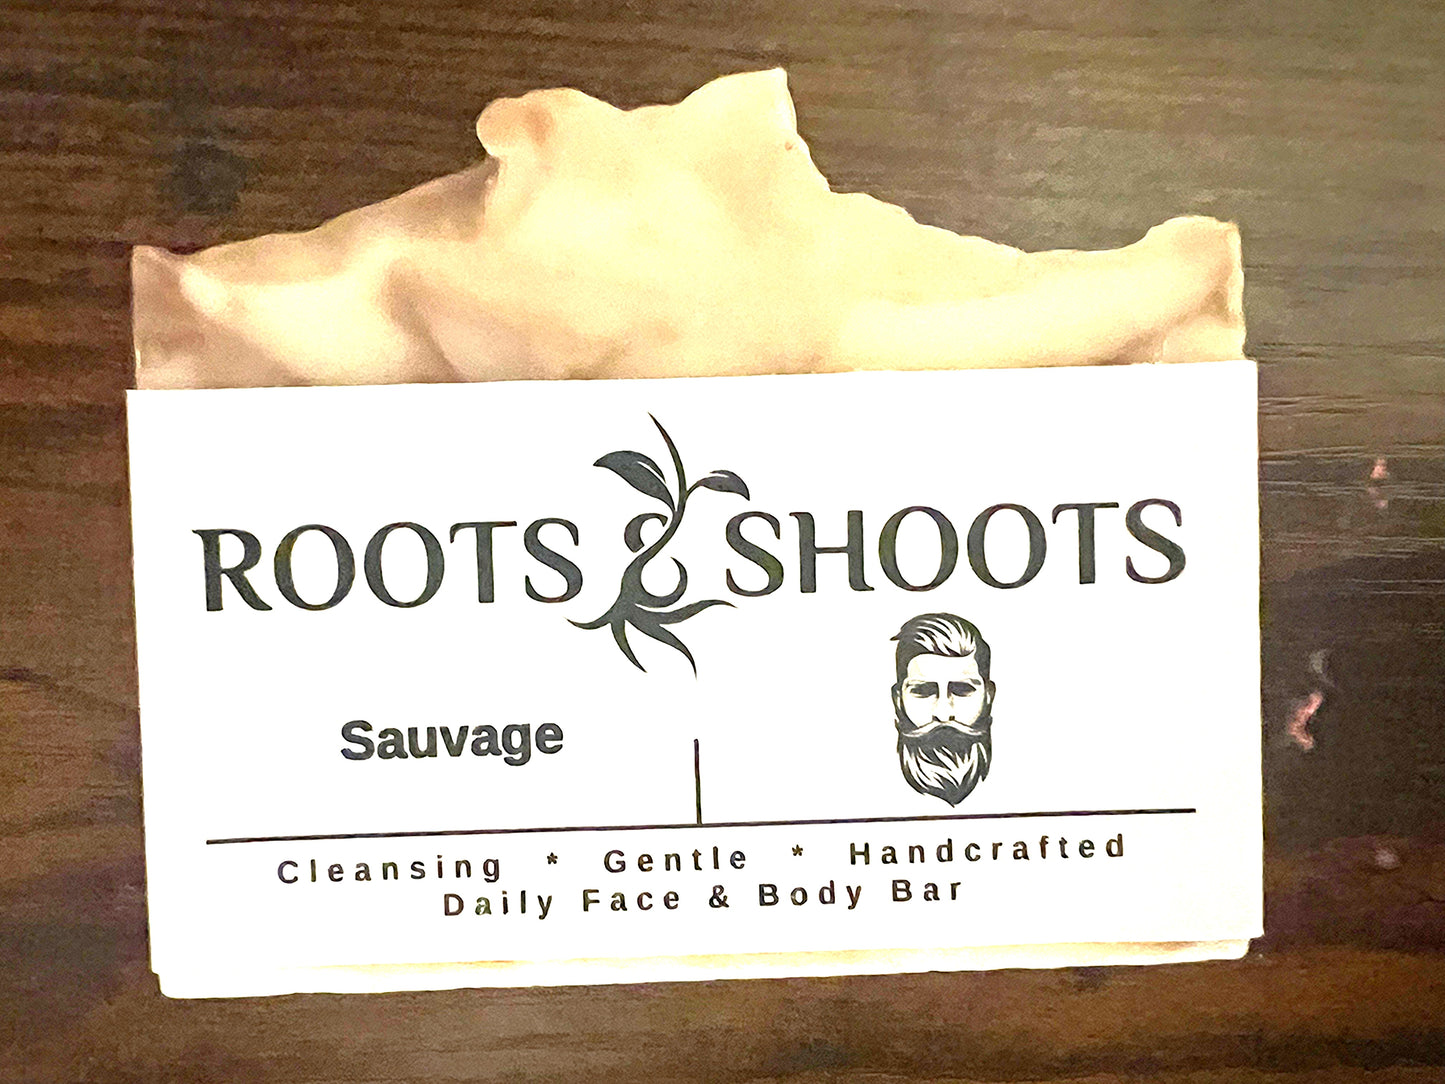 ROOTS & SHOOTS
Sauvage
Cleansing * Gentle * Handcrafted
Daily Face & Body Bar